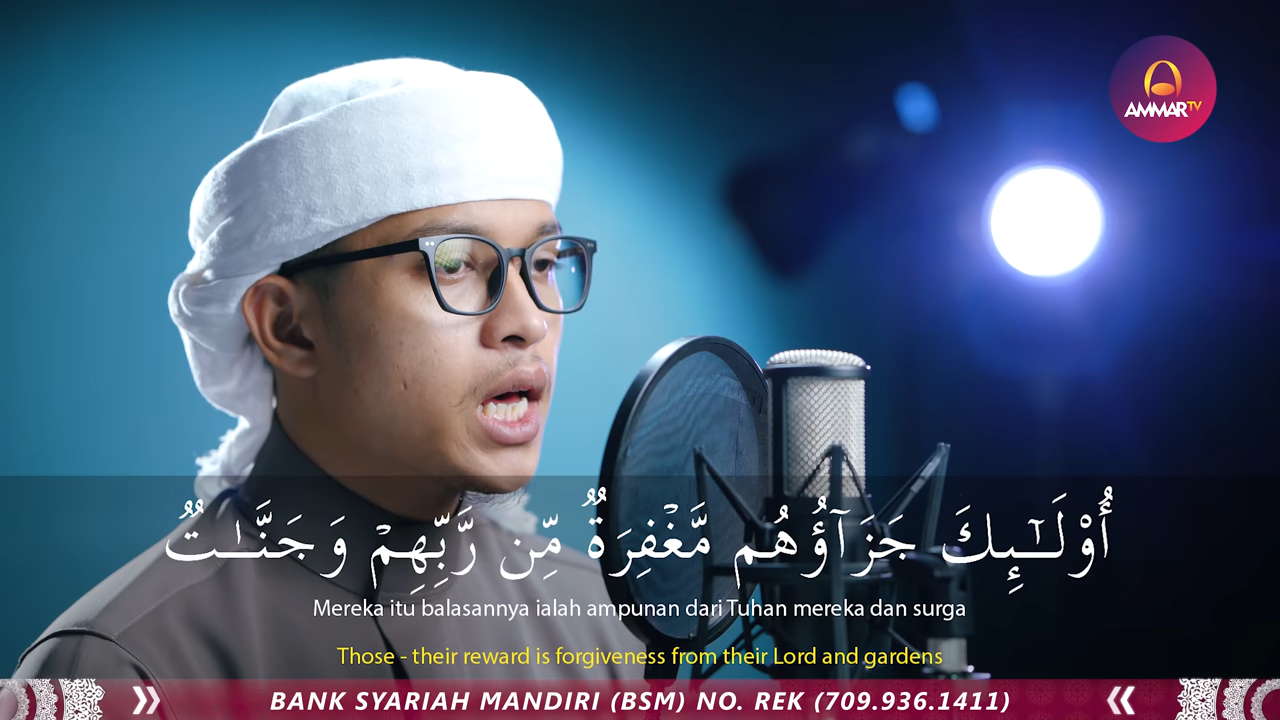 AMMAR TV
أُوْلَـٰٓئِكَ جَزَآؤُهُم مَّغْفِرَةٌ مِّن رَّبِّهِمْ وَجَنَّـٰتٌ
Mereka itu balasannya ialah ampunan dari Tuhan mereka dan surga
Those - their reward is forgiveness from their Lord and gardens
BANK SYARIAH MANDIRI (BSM) NO. REK (709.936.1411)